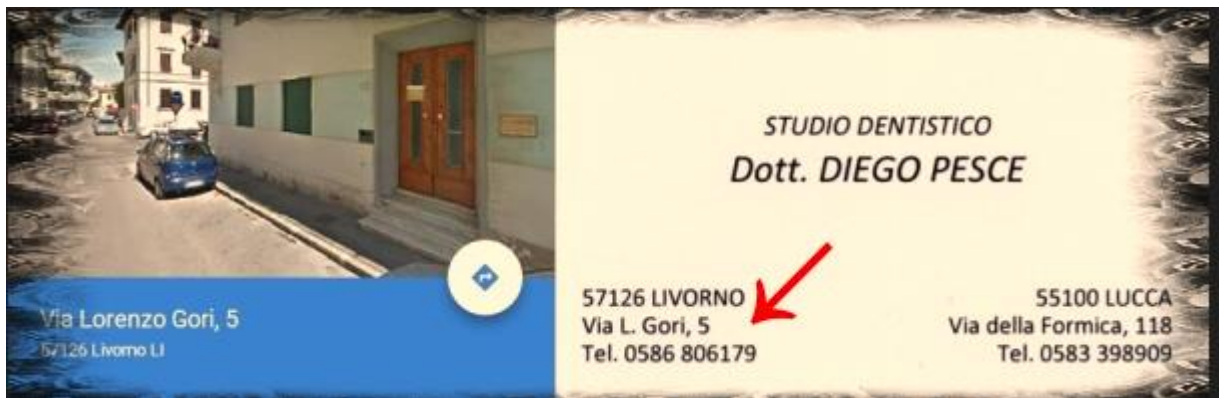 Via Lorenzo Gori, 5
57126 Livorno LI
STUDIO DENTISTICO
Dott. DIEGO PESCE
57126 LIVORNO
Via L. Gori, 5
Tel. 0586 806179
55100 LUCCA
Via della Formica, 118
Tel. 0583 398909